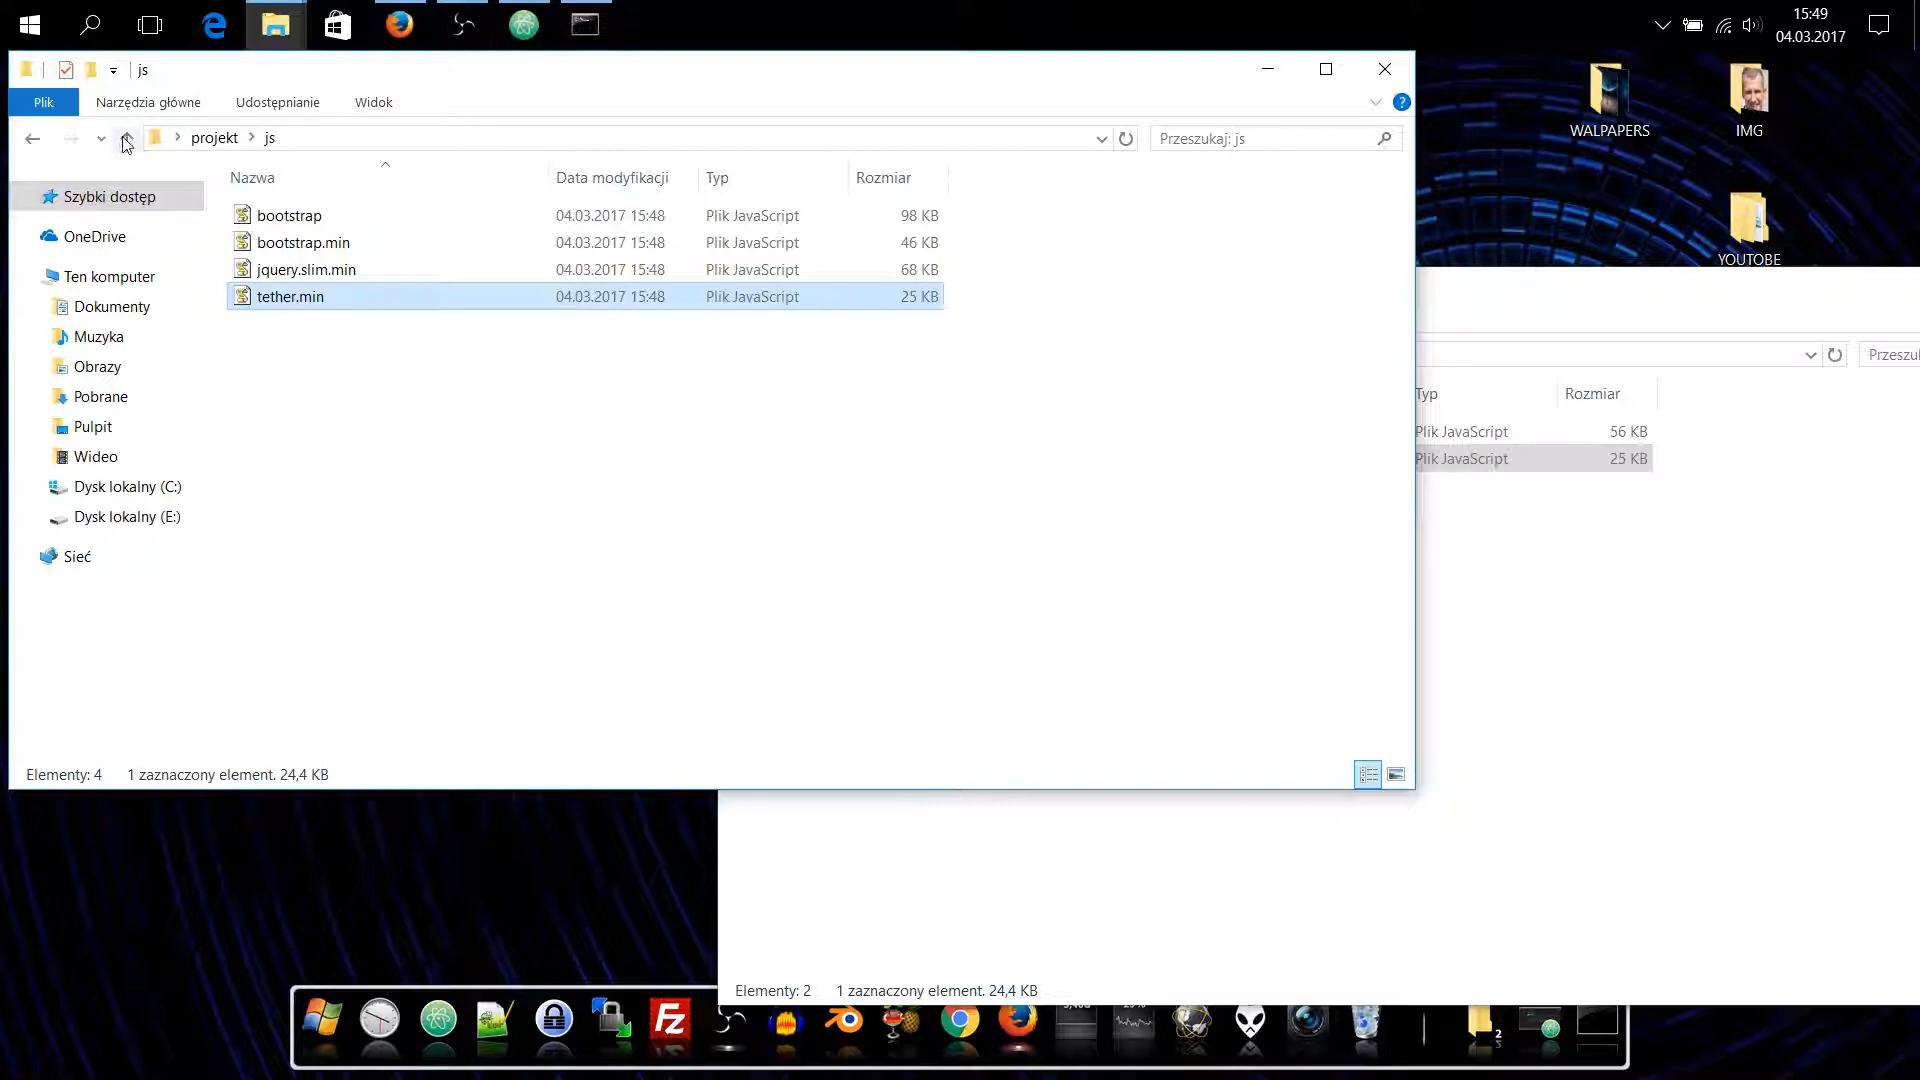 15:49
04.03.2017
js
Plik
Narzędzia główne
Udostępnianie
Widok
?
projekt
js
Przeszukaj: js
WALPAPERS
IMG
YOUTOBE
Szybki dostęp
OneDrive
Ten komputer
Dokumenty
Muzyka
Obrazy
Pobrane
Pulpit
Wideo
Dysk lokalny (C:)
Dysk lokalny (E:)
Sieć
Nazwa Data modyfikacji Typ Rozmiar
bootstrap 04.03.2017 15:48 Plik JavaScript 98 KB
bootstrap.min 04.03.2017 15:48 Plik JavaScript 46 KB
jquery.slim.min 04.03.2017 15:48 Plik JavaScript 68 KB
tether.min 04.03.2017 15:48 Plik JavaScript 25 KB
Elementy: 4 1 zaznaczony element. 24,4 KB
Przeszuk
Typ Rozmiar
Plik JavaScript 56 KB
Plik JavaScript 25 KB
Elementy: 2 1 zaznaczony element. 24,4 KB
FZ
2